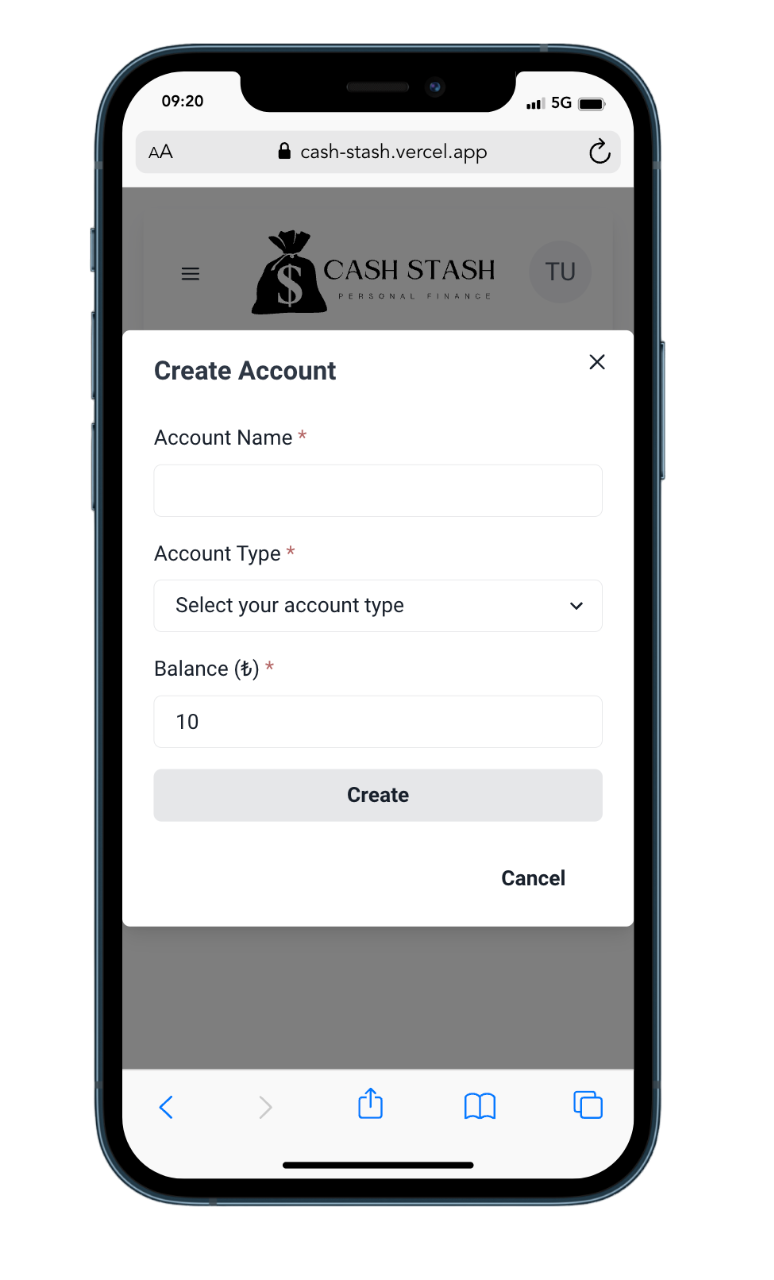 09:20
5G
AA
cash-stash.vercel.app
$ CASH STASH
PERSONAL FINANCE
TU
Create Account
Account Name *
Account Type *
Select your account type
Balance (₺) *
10
Create
Cancel